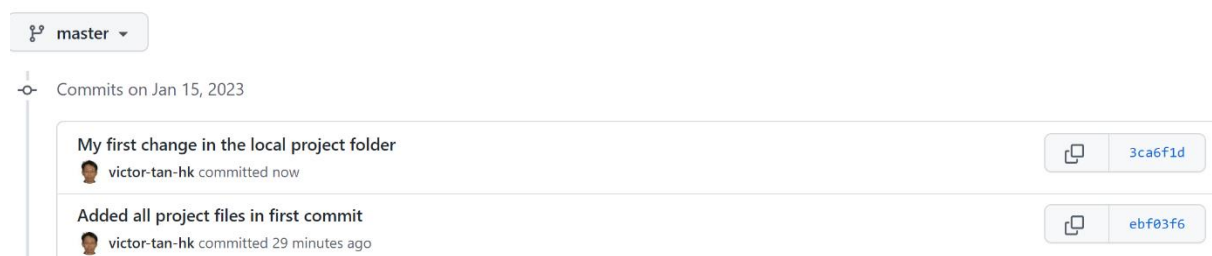 master
Commits on Jan 15, 2023
My first change in the local project folder
3ca6f1d
victor-tan-hk committed now
Added all project files in first commit
ebf03f6
victor-tan-hk committed 29 minutes ago